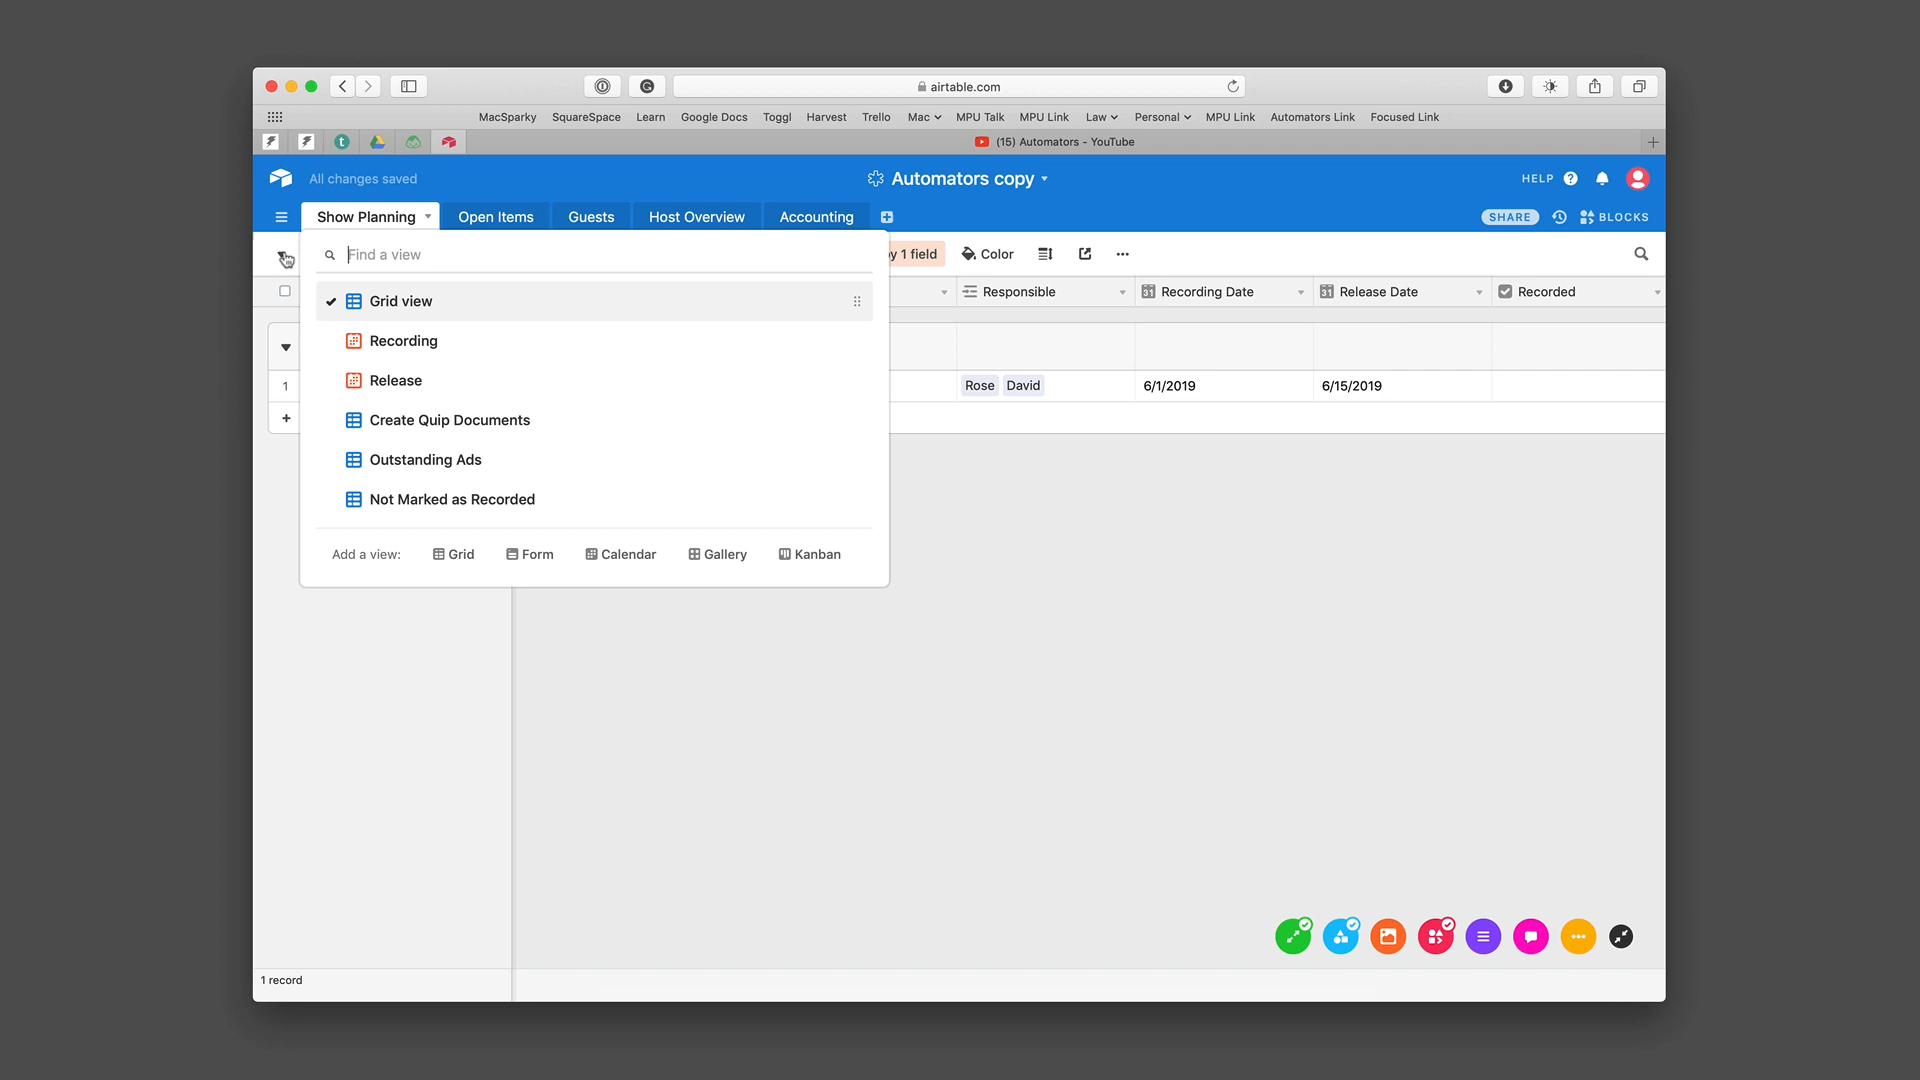 airtable.com
MacSparky SquareSpace Learn Google Docs Toggl Harvest Trello Mac MPU Talk MPU Link Law Personal MPU Link Automators Link Focused Link
t (15) Automators - YouTube
All changes saved Automators copy HELP ?
Show Planning Open Items Guests Host Overview Accounting SHARE BLOCKS
Find a view y 1 field Color
Responsible 31 Recording Date 31 Release Date Recorded
Grid view
Recording
Release
1 Rose David 6/1/2019 6/15/2019
Create Quip Documents
Outstanding Ads
Not Marked as Recorded
Add a view: Grid Form Calendar Gallery Kanban
1 record